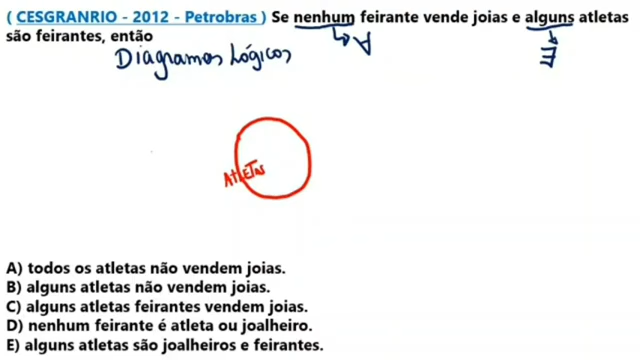 ( CESGRANRIO - 2012 - Petrobras ) Se nenhum feirante vende joias e alguns atletas
são feirantes, então
∀
∃
Diagramas Lógicos
ATLETAS
A) todos os atletas não vendem joias.
B) alguns atletas não vendem joias.
C) alguns atletas feirantes vendem joias.
D) nenhum feirante é atleta ou joalheiro.
E) alguns atletas são joalheiros e feirantes.